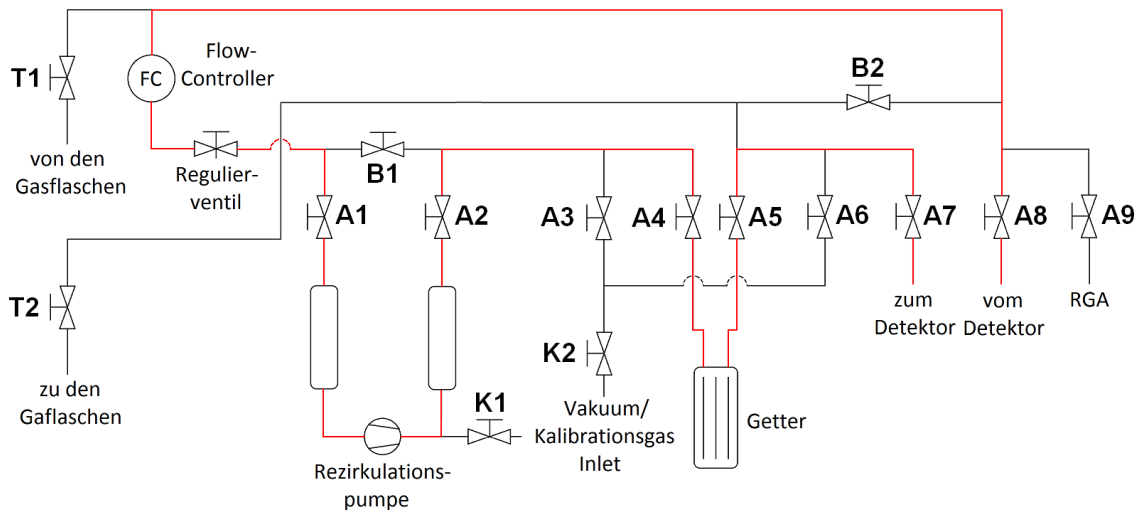 Flow-
Controller
FC
T1
B2
von den
Gasflaschen
Regulier-
ventil
B1
A1
A2
A3
A4
A5
A6
A7
A8
A9
T2
zum
Detektor
vom
Detektor
RGA
zu den
Gaflaschen
K2
K1
Vakuum/
Kalibrationsgas
Inlet
Getter
Rezirkulations-
pumpe